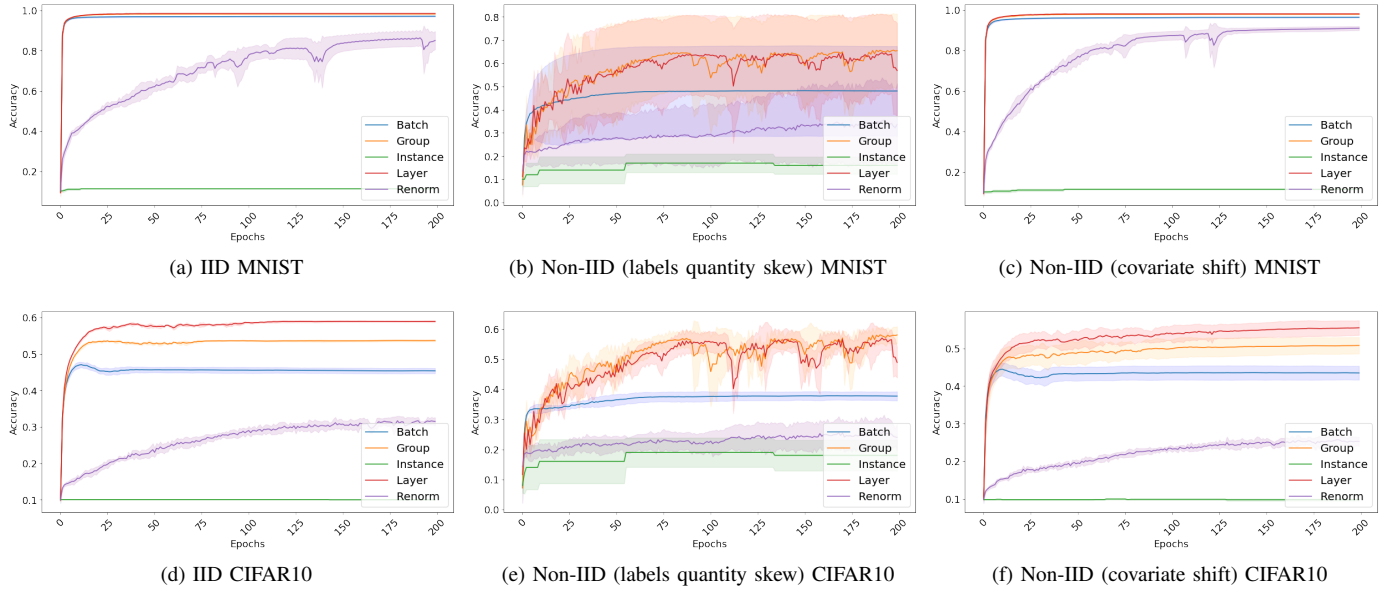 1.0
0.8
0.6
0.4
0.2
Accuracy
0
25
50
75
100
125
150
175
200
Epochs
Batch
Group
Instance
Layer
Renorm
(a) IID MNIST
0.8
0.7
0.6
0.5
0.4
0.3
0.2
0.1
0.0
Accuracy
0
25
50
75
100
125
150
175
200
Epochs
Batch
Group
Instance
Layer
Renorm
(b) Non-IID (labels quantity skew) MNIST
1.0
0.8
0.6
0.4
0.2
Accuracy
0
25
50
75
100
125
150
175
200
Epochs
Batch
Group
Instance
Layer
Renorm
(c) Non-IID (covariate shift) MNIST
0.6
0.5
0.4
0.3
0.2
0.1
Accuracy
0
25
50
75
100
125
150
175
200
Epochs
Batch
Group
Instance
Layer
Renorm
(d) IID CIFAR10
0.6
0.5
0.4
0.3
0.2
0.1
0.0
Accuracy
0
25
50
75
100
125
150
175
200
Epochs
Batch
Group
Instance
Layer
Renorm
(e) Non-IID (labels quantity skew) CIFAR10
0.5
0.4
0.3
0.2
0.1
Accuracy
0
25
50
75
100
125
150
175
200
Epochs
Batch
Group
Instance
Layer
Renorm
(f) Non-IID (covariate shift) CIFAR10